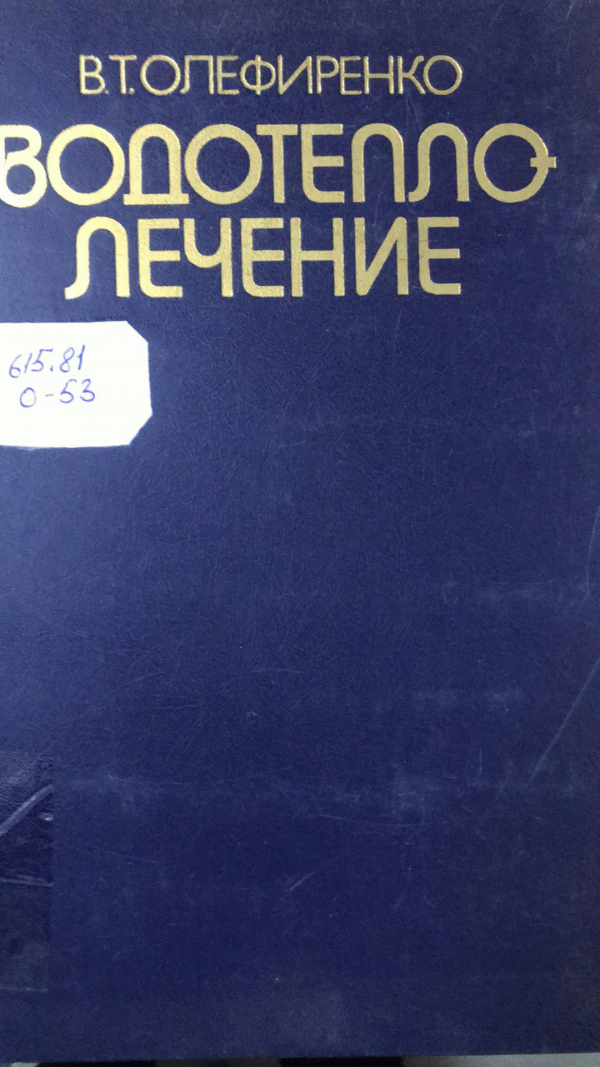 В.Т.ОЛЕФИРЕНКО
ВОДОТЕПЛО-
ЛЕЧЕНИЕ
615.81
О-53